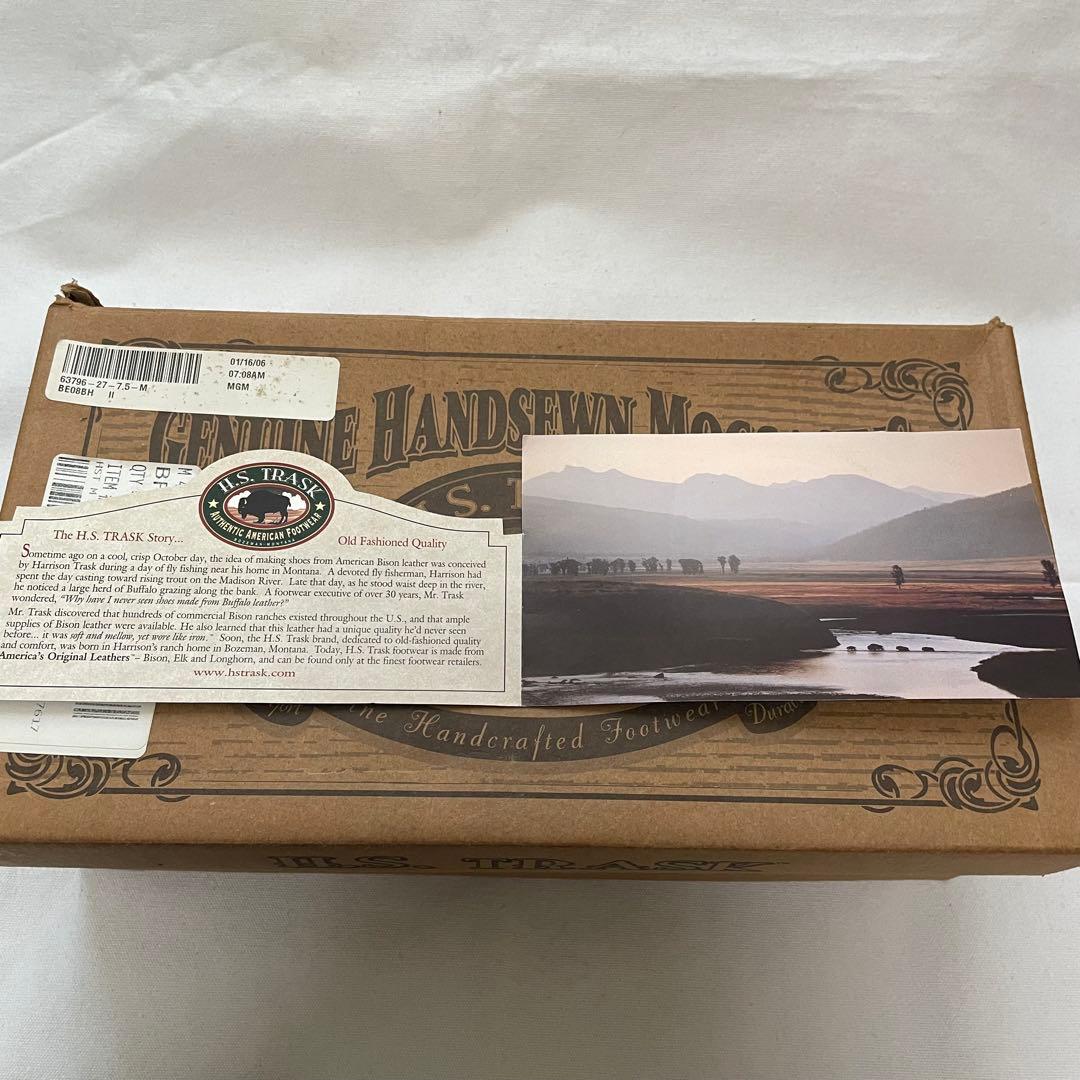 01/16/06
07:08AM
63796-27-7.5-M
MGM
BE08BH II
GENUINE HANDSEWN
M
BE
QTY
ITEM
HST M
S. T
H.S. TRASK
AUTHENTIC AMERICAN FOOTWEAR
BOZEMAN·MONTANA
The H.S. TRASK Story...
Old Fashioned Quality
Sometime ago on a cool, crisp October day, the idea of making shoes from American Bison leather was conceived
by Harrison Trask during a day of fly fishing near his home in Montana. A devoted fly fisherman, Harrison had
spent the day casting toward rising trout on the Madison River. Late that day, as he stood waist deep in the river,
he noticed a large herd of Buffalo grazing along the bank. A footwear executive of over 30 years, Mr. Trask
wondered, "Why have I never seen shoes made from Buffalo leather?"
Mr. Trask discovered that hundreds of commercial Bison ranches existed throughout the U.S., and that ample
supplies of Bison leather were available. He also learned that this leather had a unique quality he'd never seen
before... it was soft and mellow, yet wore like iron." Soon, the H.S. Trask brand, dedicated to old-fashioned quality
and comfort, was born in Harrison's ranch home in Bozeman, Montana. Today, H.S. Trask footwear is made from
America's Original Leathers™– Bison, Elk and Longhorn, and can be found only at the finest footwear retailers.
www.hstrask.com
7517
Handcrafted Footwear
H.S. TRASK™